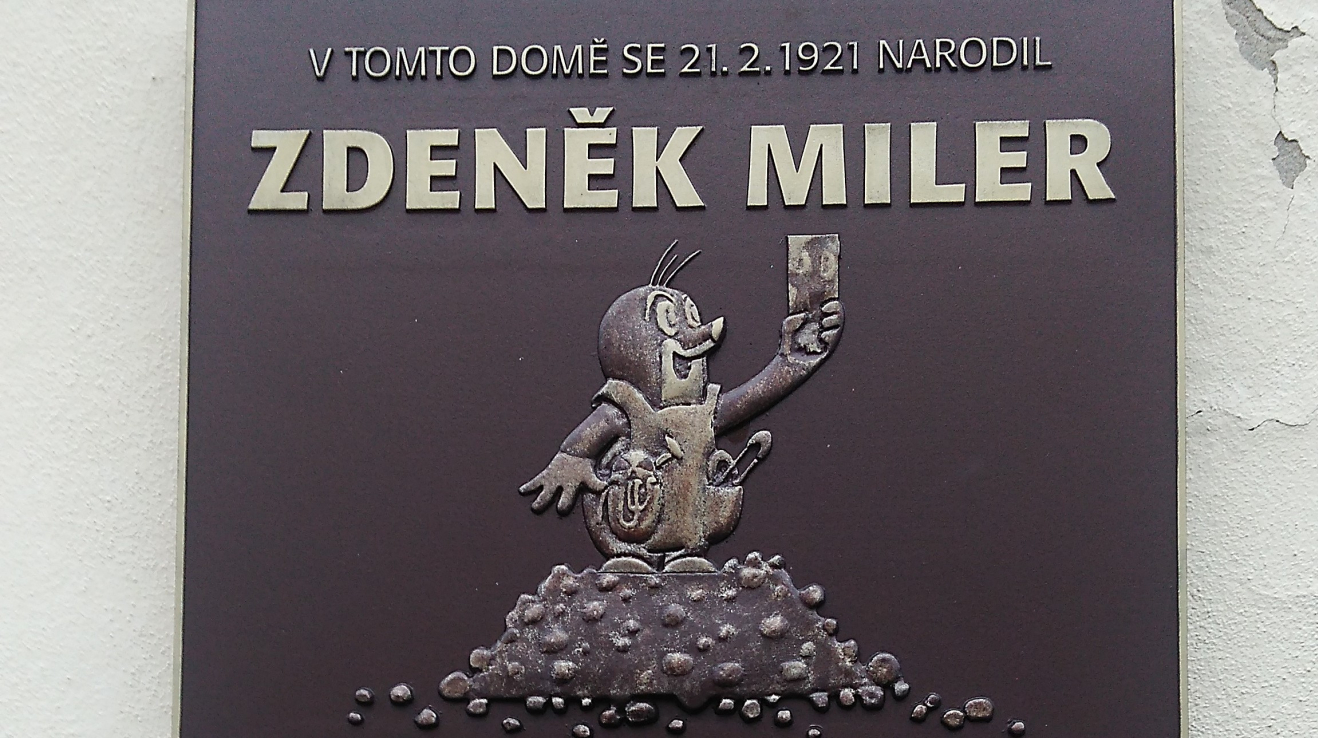 V TOMTO DOMĚ SE 21. 2. 1921 NARODIL
ZDENĚK MILER